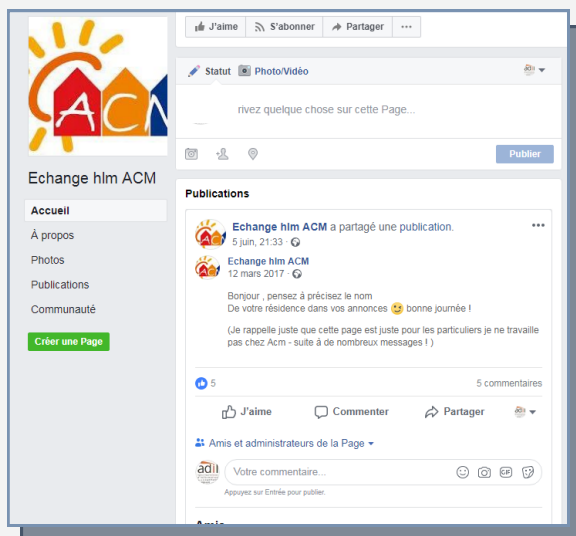 J'aime S'abonner Partager ...
Statut Photo/Vidéo
rivez quelque chose sur cette Page...
Publier
ACM
Echange hlm ACM
Accueil
À propos
Photos
Publications
Communauté
Créer une Page
Publications
Echange hlm ACM a partagé une publication.
5 juin, 21:33
Echange hlm ACM
12 mars 2017
Bonjour , pensez á précisez le nom
De votre résidence dans vos annonces 😉 bonne journée !
(Je rappelle juste que cette page est juste pour les particuliers je ne travaille
pas chez Acm - suite á de nombreux messages ! )
5
5 commentaires
J'aime Commenter Partager
Amis et administrateurs de la Page
adil
Votre commentaire...
GIF
Appuyez sur Entrée pour publier.